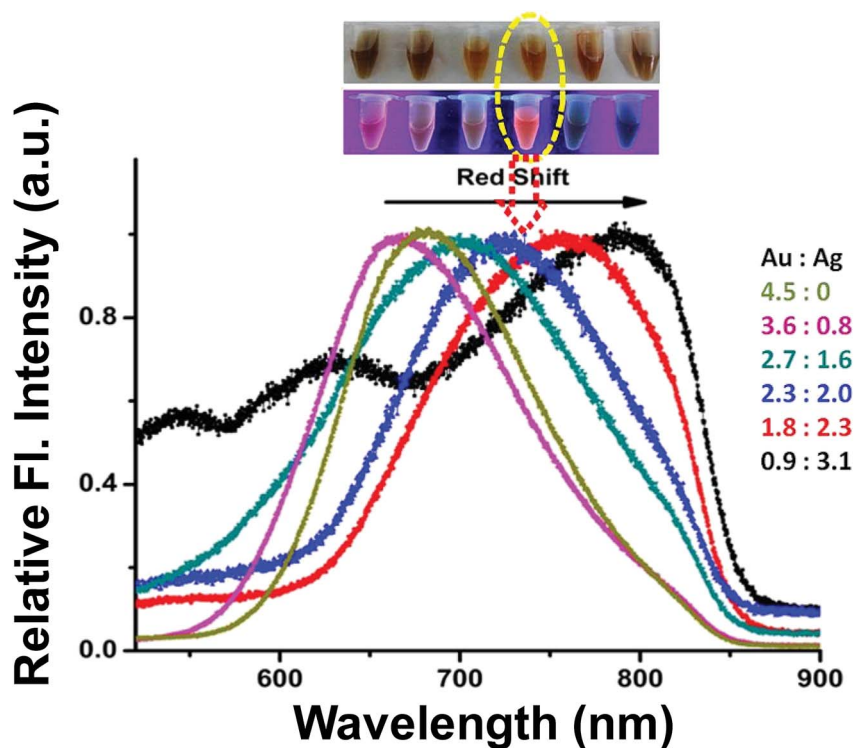 Red Shift
Relative Fl. Intensity (a.u.)
0.8
0.4
0.0
600
700
800
900
Wavelength (nm)
Au : Ag
4.5 : 0
3.6 : 0.8
2.7 : 1.6
2.3 : 2.0
1.8 : 2.3
0.9 : 3.1